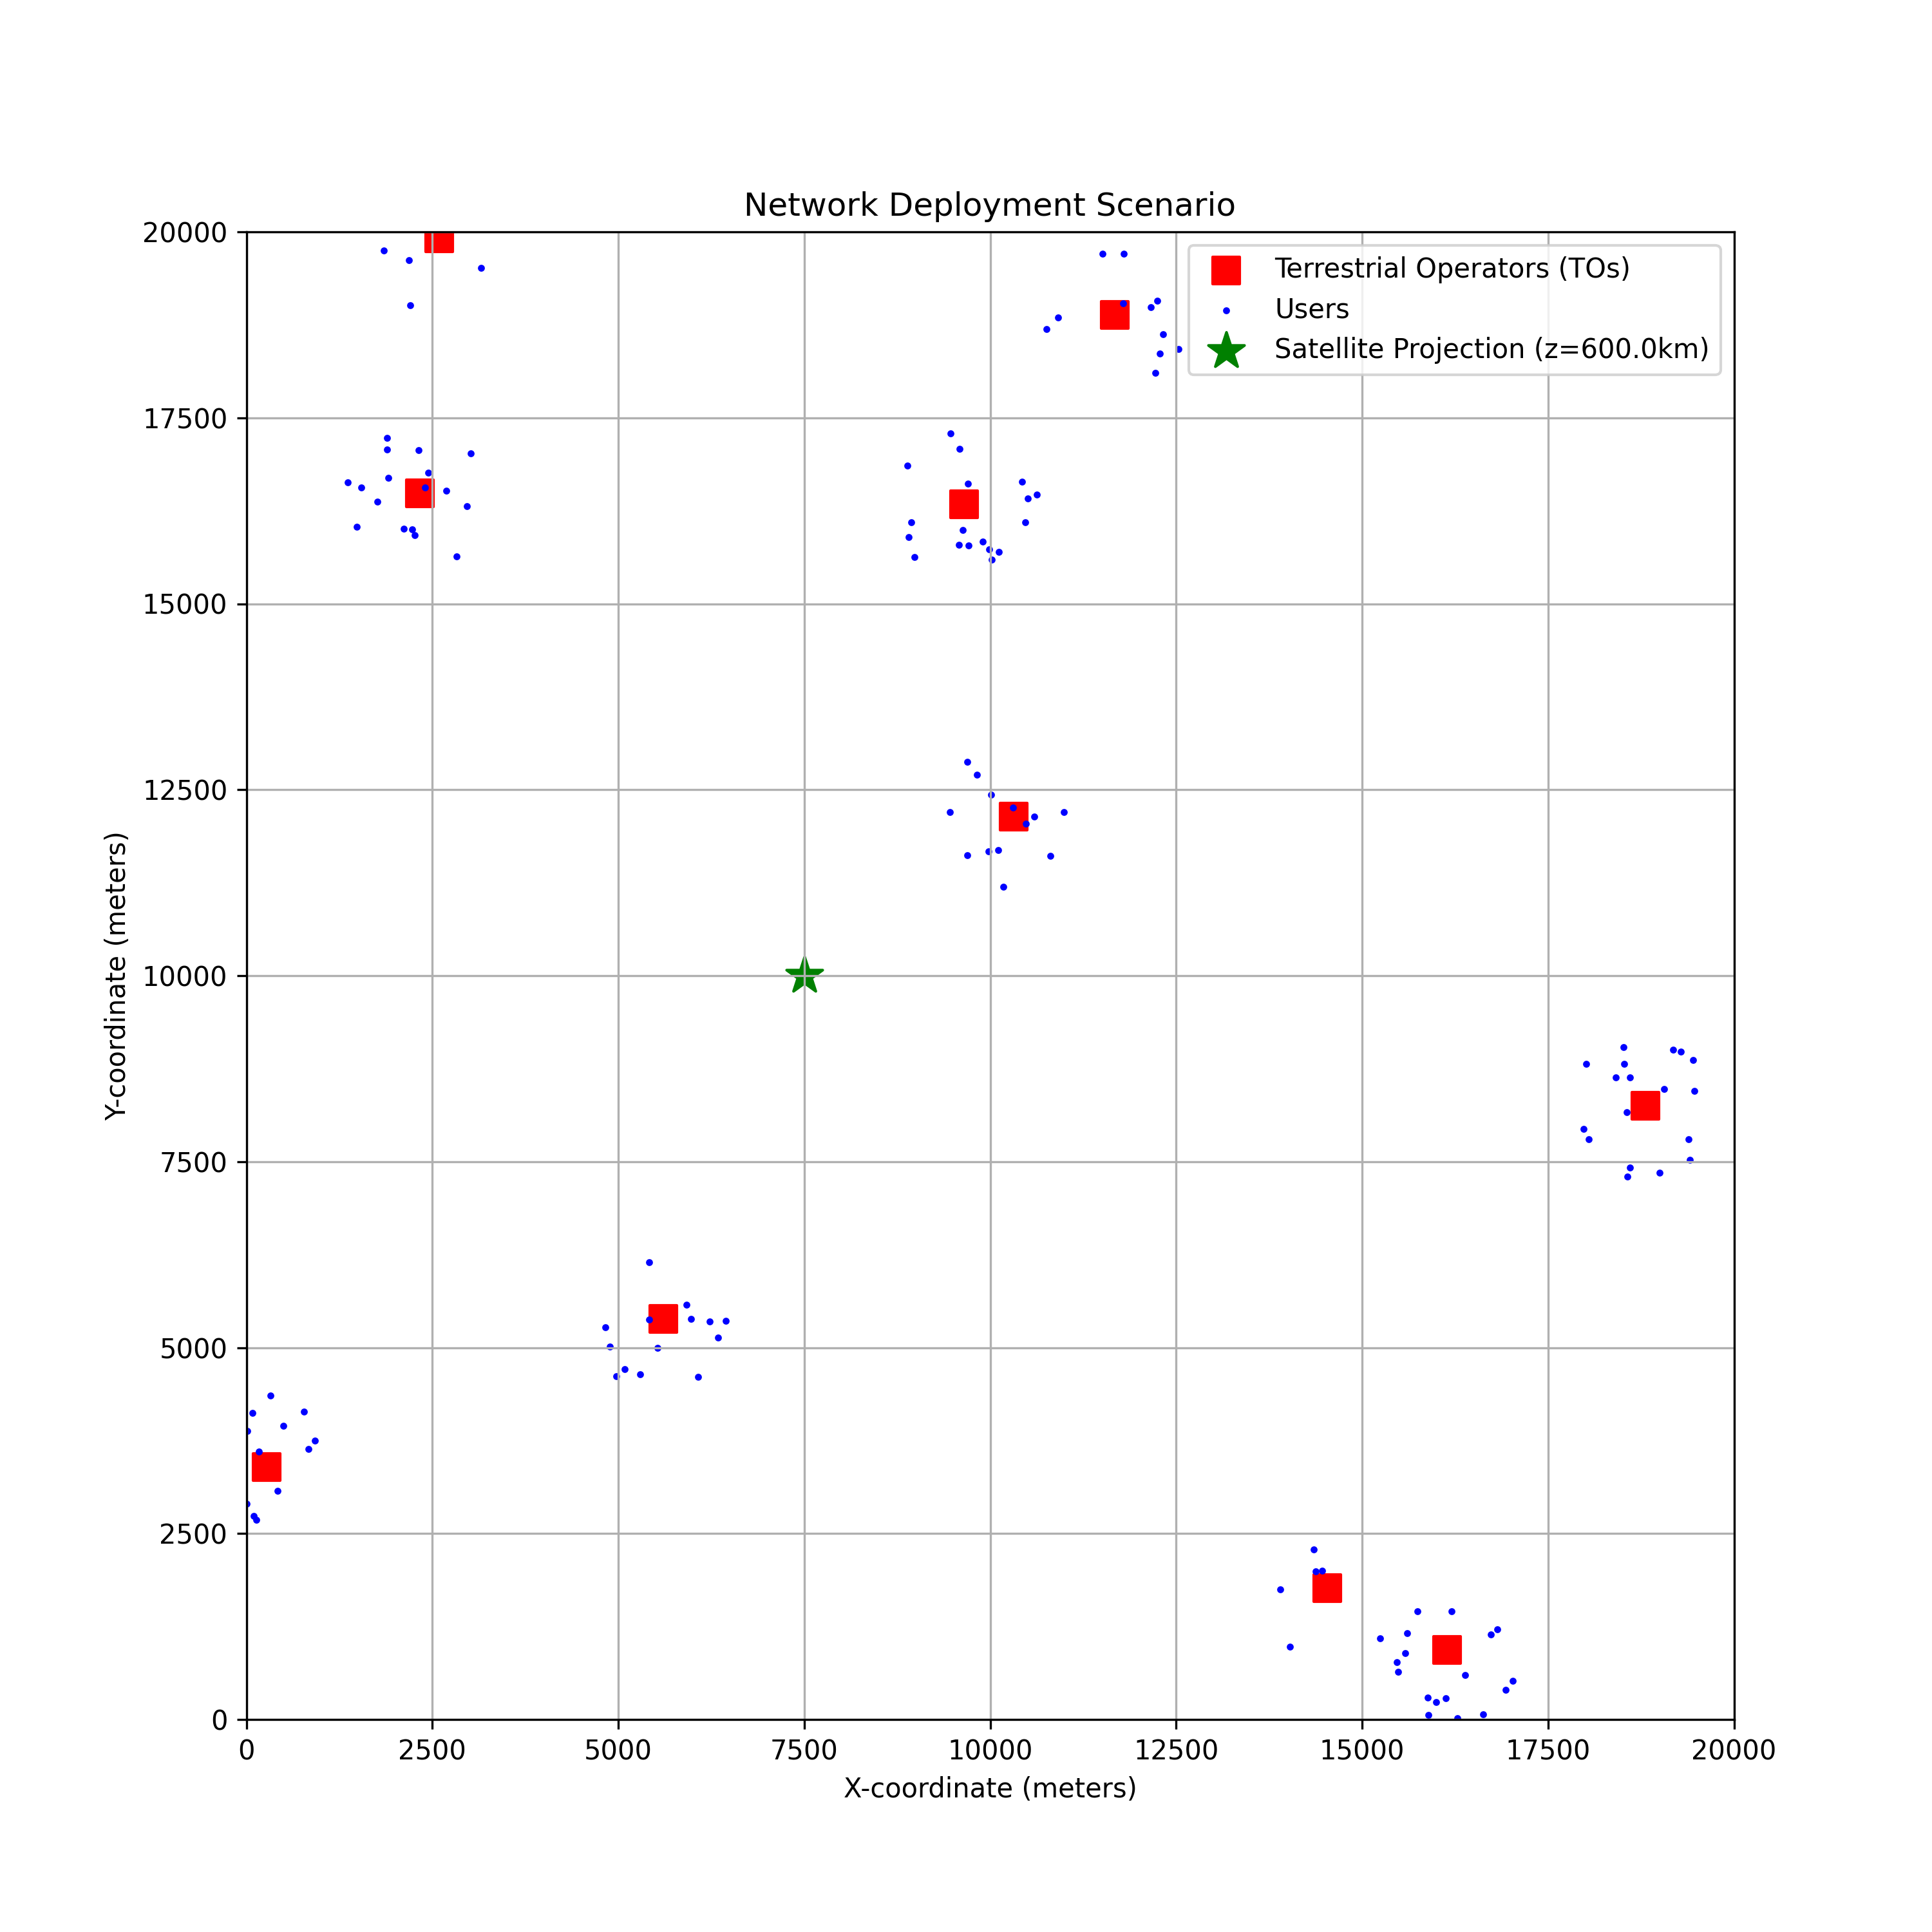 Network Deployment Scenario
Terrestrial Operators (TOs)
Users
Satellite Projection (z=600.0km)
20000
17500
15000
12500
10000
7500
5000
2500
0
Y-coordinate (meters)
0 2500 5000 7500 10000 12500 15000 17500 20000
X-coordinate (meters)